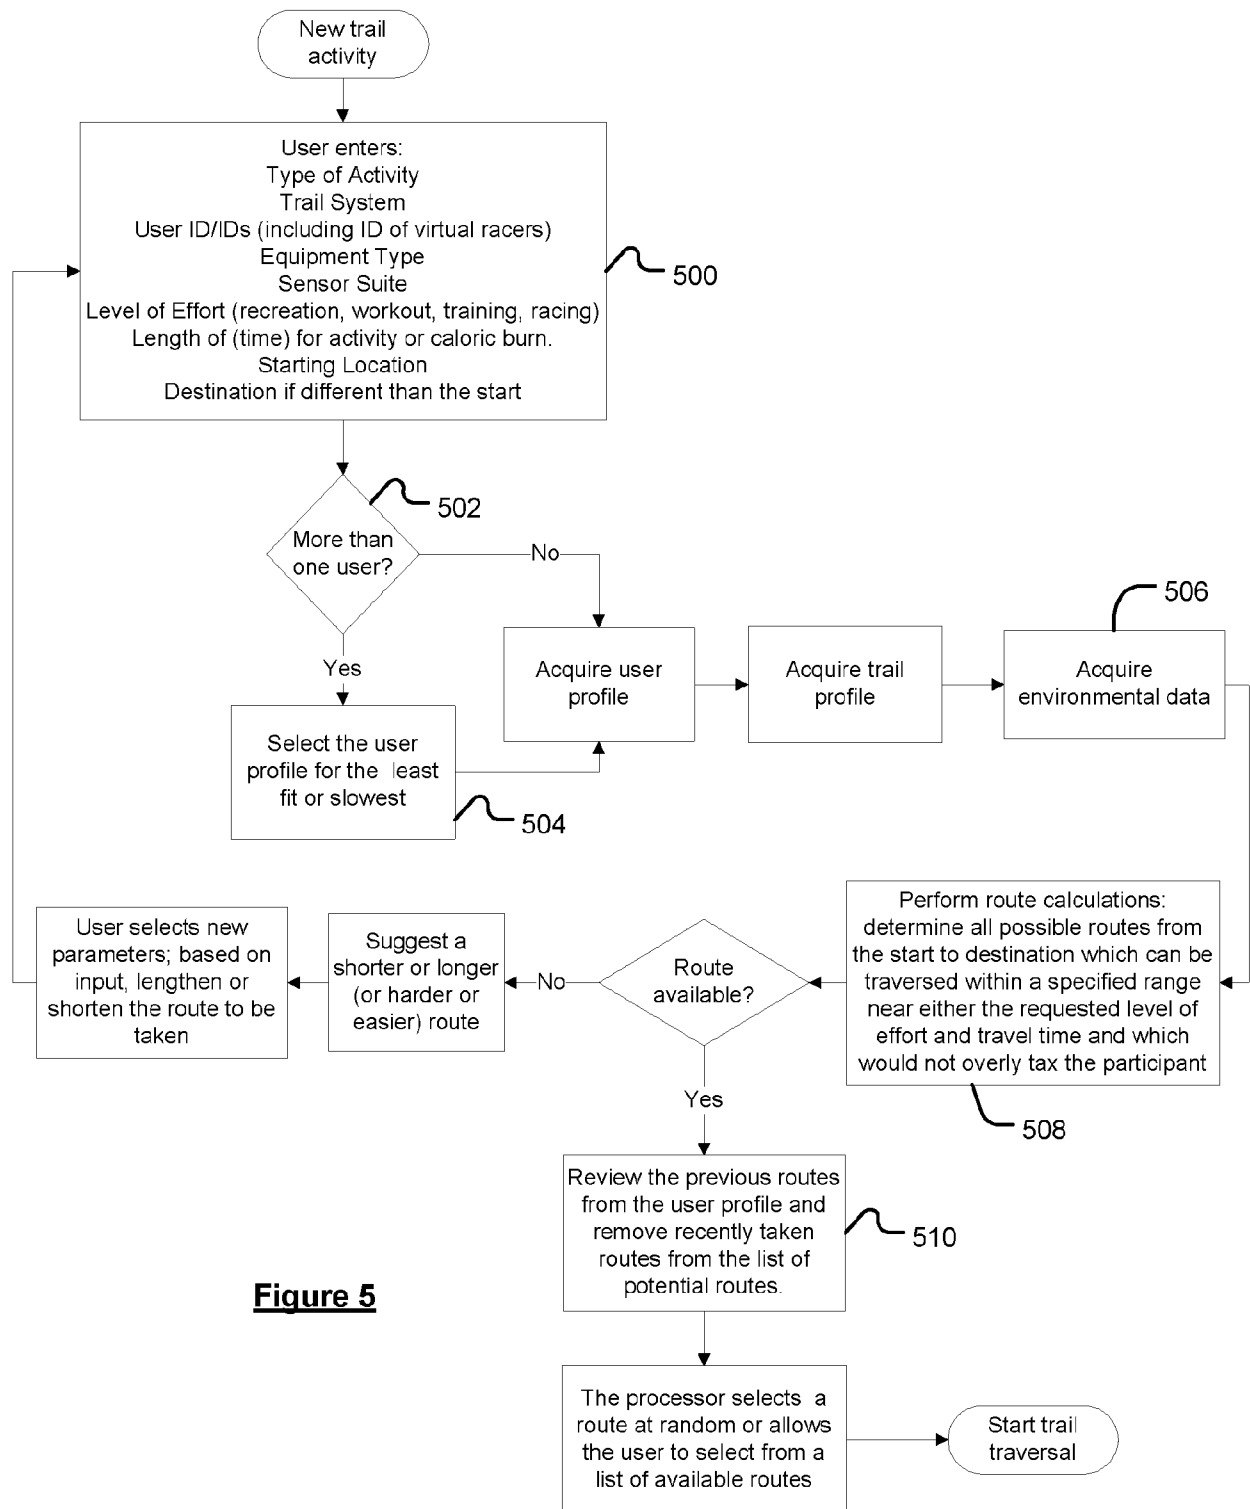 New trail
activity
User enters:
Type of Activity
Trail System
User ID/IDs (including ID of virtual racers)
Equipment Type
Sensor Suite
Level of Effort (recreation, workout, training, racing)
Length of (time) for activity or caloric burn.
Starting Location
Destination if different than the start
500
502
More than
one user?
No
Yes
Select the user
profile for the least
fit or slowest
504
Acquire user
profile
Acquire trail
profile
506
Acquire
environmental data
Perform route calculations:
determine all possible routes from
the start to destination which can be
traversed within a specified range
near either the requested level of
effort and travel time and which
would not overly tax the participant
508
Route
available?
No
Suggest a
shorter or longer
(or harder or
easier) route
User selects new
parameters; based on
input, lengthen or
shorten the route to be
taken
Yes
Review the previous routes
from the user profile and
remove recently taken
routes from the list of
potential routes.
510
The processor selects a
route at random or allows
the user to select from a
list of available routes
Start trail
traversal
Figure 5